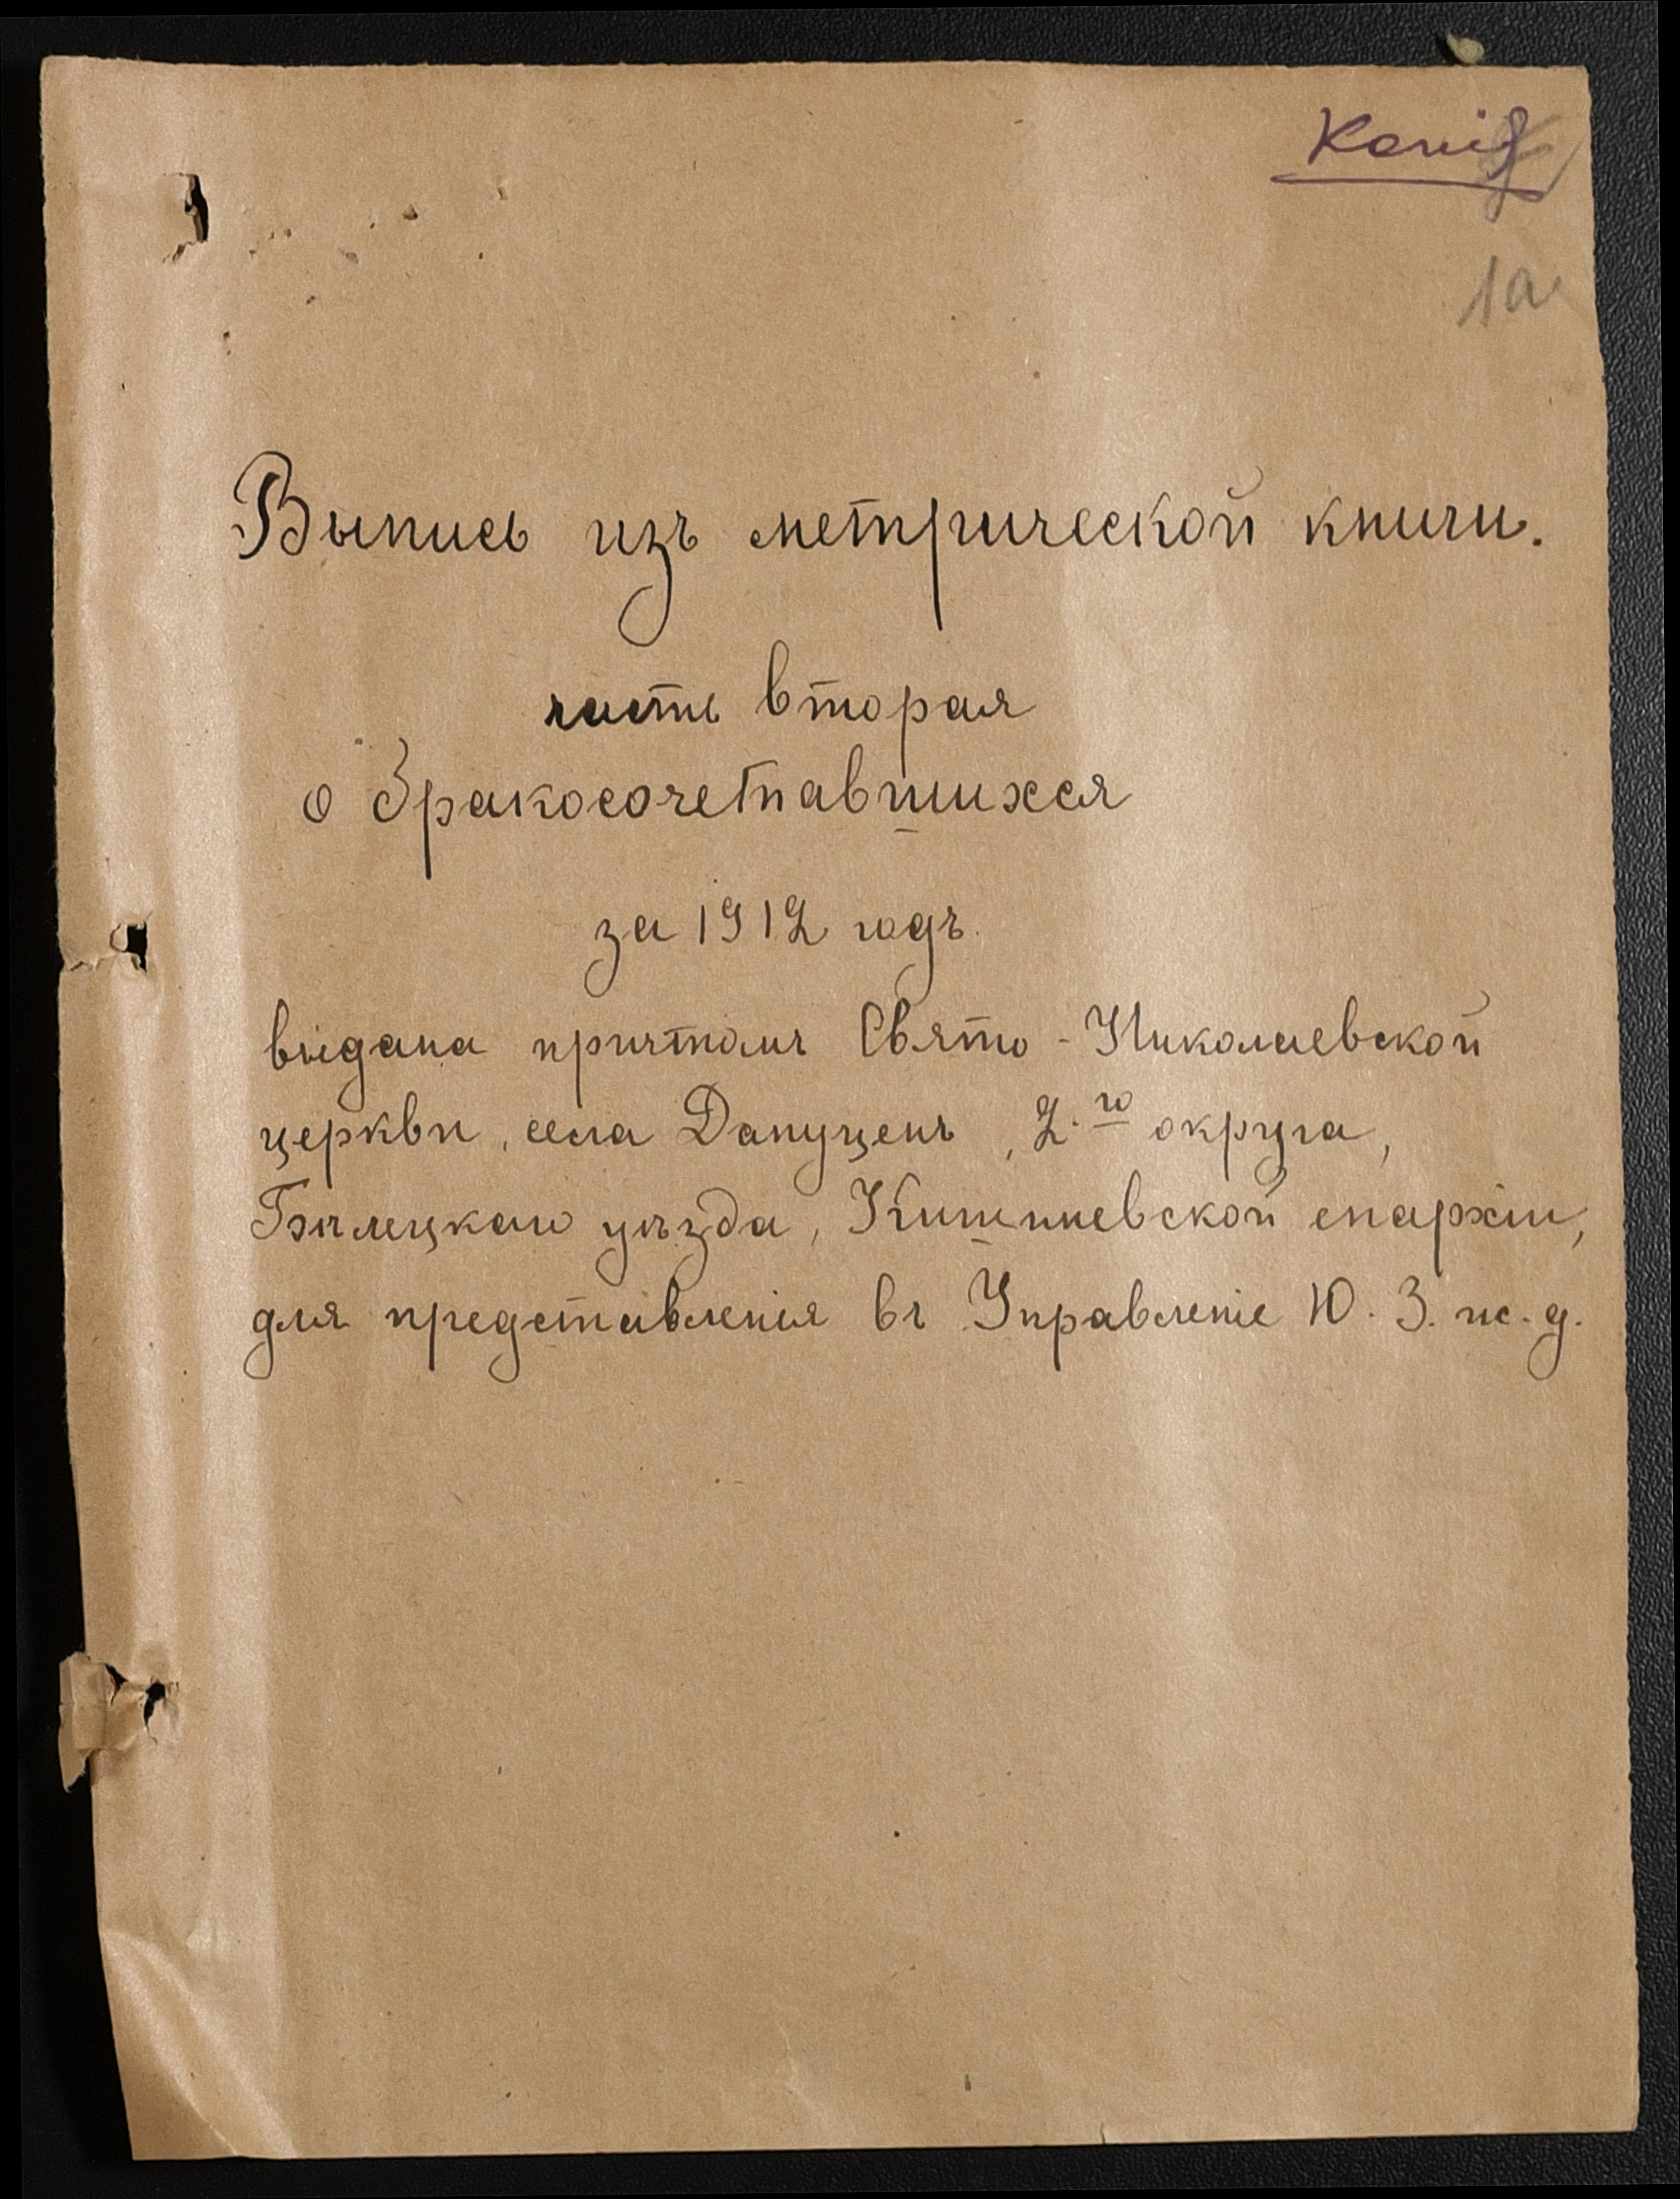 Копія
1а
Выпись изъ метрической книги.
часть вторая
о бракосочетавшихся
за 1912 годъ.
выдана причтомъ Свято-Николаевской
церкви, села Дануценъ, 2.го округа,
Бѣлецкаго уѣзда, Кишиневской епархіи,
для представленія въ Управленіе Ю. З. ж. д.